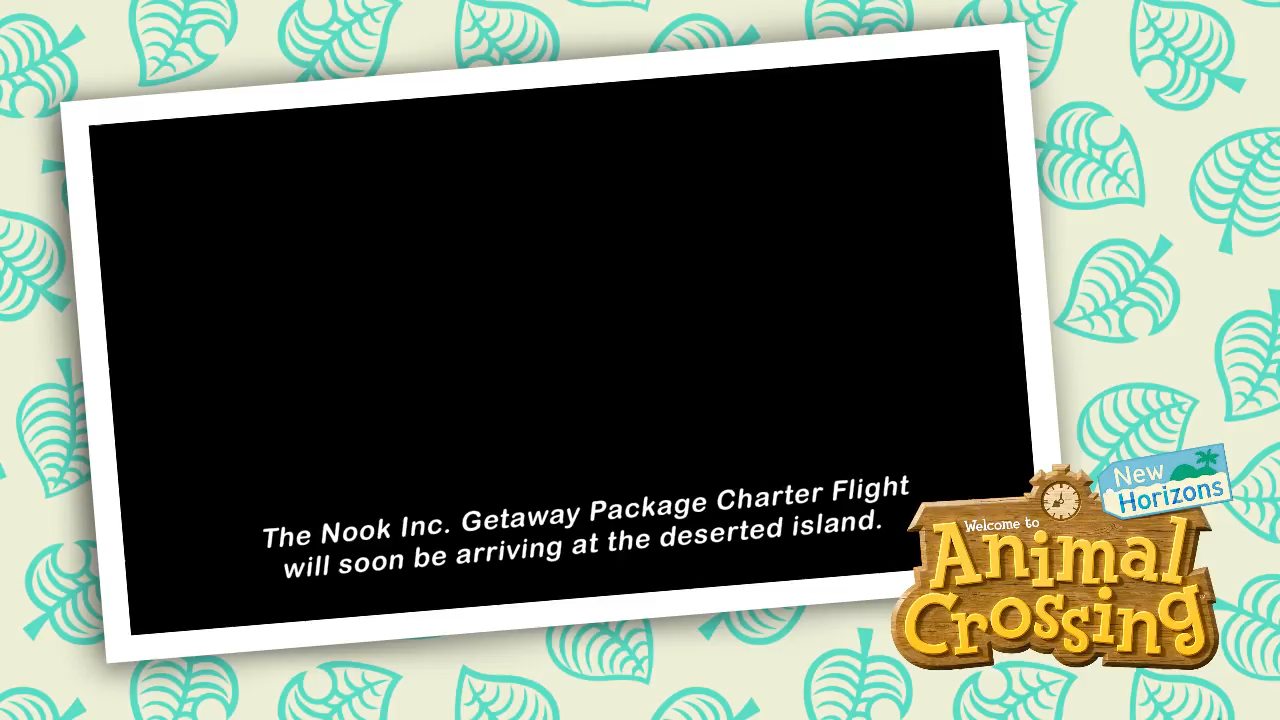 The Nook Inc. Getaway Package Charter Flight
will soon be arriving at the deserted island.
New
Horizons
Welcome to
Animal
Crossing